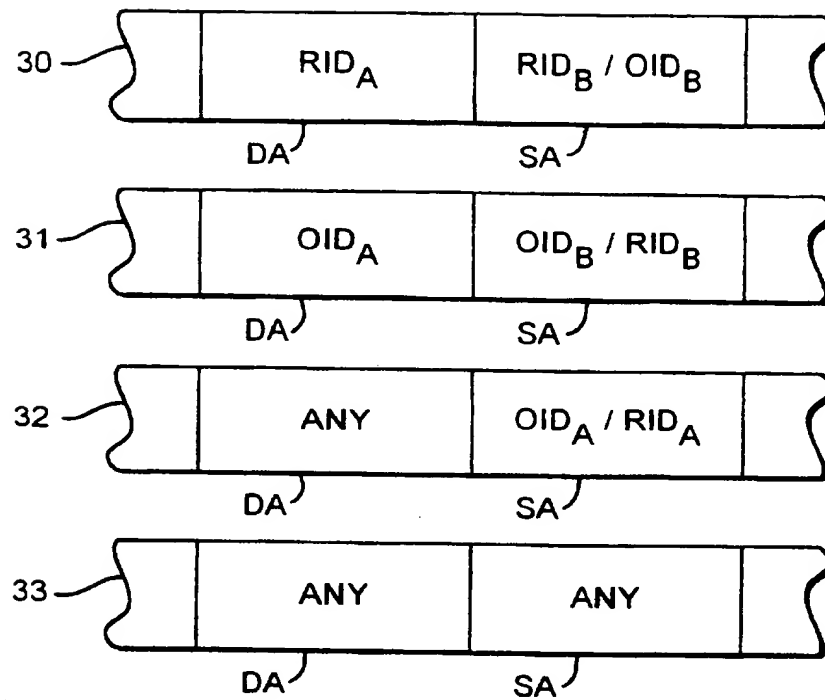 30 RID_A RID_B / OID_B
DA SA
31 OID_A OID_B / RID_B
DA SA
32 ANY OID_A / RID_A
DA SA
33 ANY ANY
DA SA